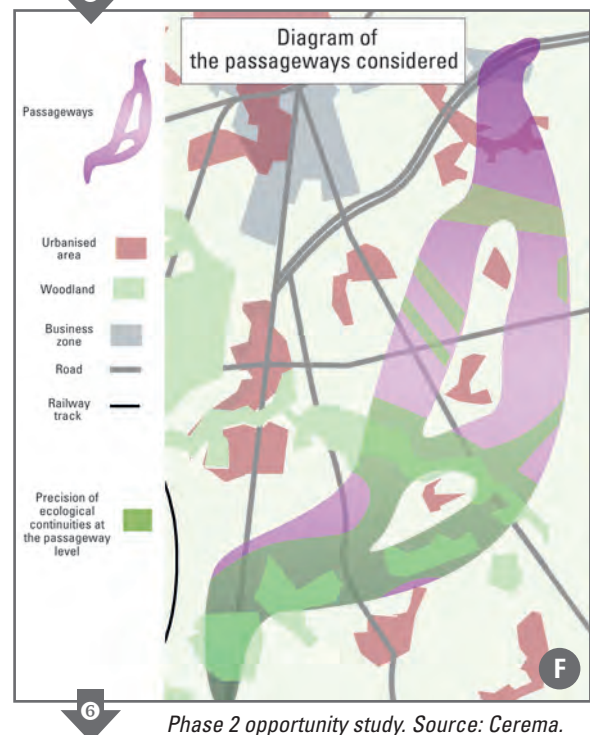 Diagram of
the passageways considered
Passageways
Urbanised
area
Woodland
Business
zone
Road
Railway
track
Precision of
ecological
continuities at
the passageway
level
F
6
Phase 2 opportunity study. Source: Cerema.